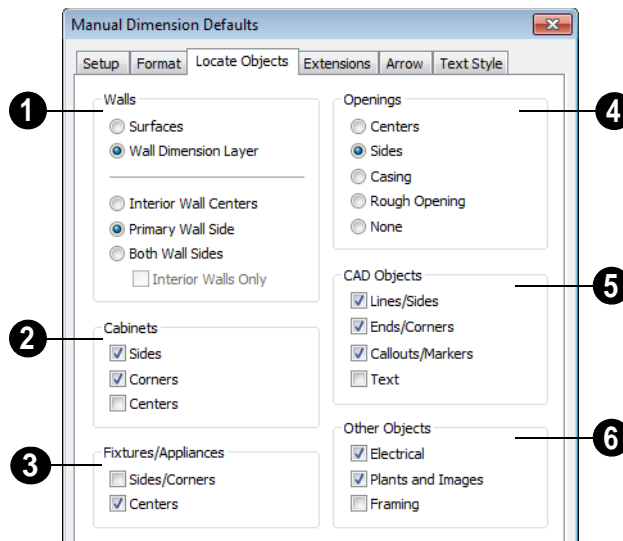 Manual Dimension Defaults
Setup Format Locate Objects Extensions Arrow Text Style
1
Walls
Surfaces
Wall Dimension Layer
Interior Wall Centers
Primary Wall Side
Both Wall Sides
Interior Walls Only
2
Cabinets
Sides
Corners
Centers
3
Fixtures/Appliances
Sides/Corners
Centers
4
Openings
Centers
Sides
Casing
Rough Opening
None
5
CAD Objects
Lines/Sides
Ends/Corners
Callouts/Markers
Text
6
Other Objects
Electrical
Plants and Images
Framing